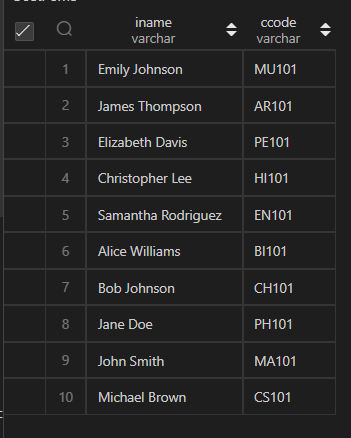 iname ccode
varchar varchar
1 Emily Johnson MU101
2 James Thompson AR101
3 Elizabeth Davis PE101
4 Christopher Lee HI101
5 Samantha Rodriguez EN101
6 Alice Williams BI101
7 Bob Johnson CH101
8 Jane Doe PH101
9 John Smith MA101
10 Michael Brown CS101